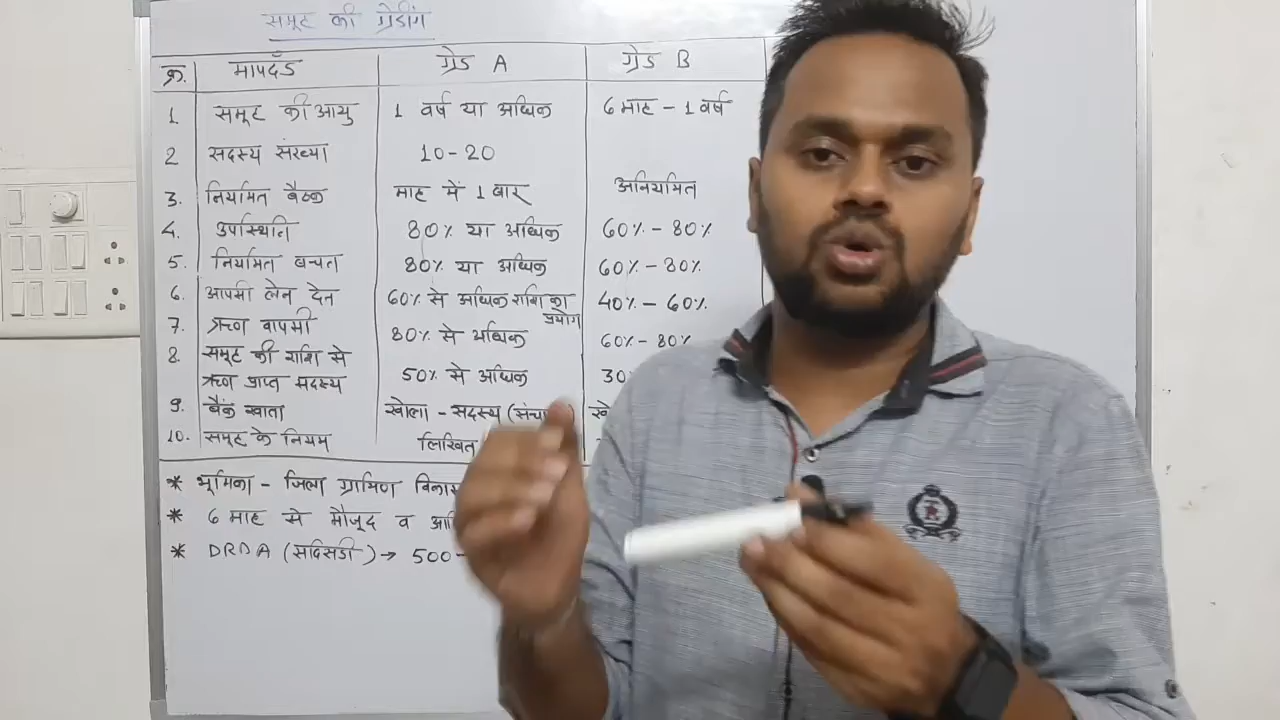 समूह की ग्रेडींग
क्र. मापदंड ग्रेड A ग्रेड B
1 समूह की आयु 1 वर्ष या अधिक 6 माह - 1 वर्ष
2 सदस्य संख्या 10-20
3. नियमित बैठक माह में 1 बार अनियमित
4. उपस्थिति 80% या अधिक 60% - 80%
5. नियमित बचत 80% या अधिक 60% - 80%
6. आपसी लेन देन 60% से अधिक राशि का प्रयोग 40% - 60%
7. ऋण वापसी 80% से अधिक 60% - 80%
8. समूह की राशि से
ऋण प्राप्त सदस्य 50% से अधिक 30
9. बैंक खाता खोला - सदस्य
10. समूह के नियम लिखित
* भूमिका - जिला ग्रामिण
* 6 माह से मौजूद व
* DRDA (सब्सिडी) → 500-